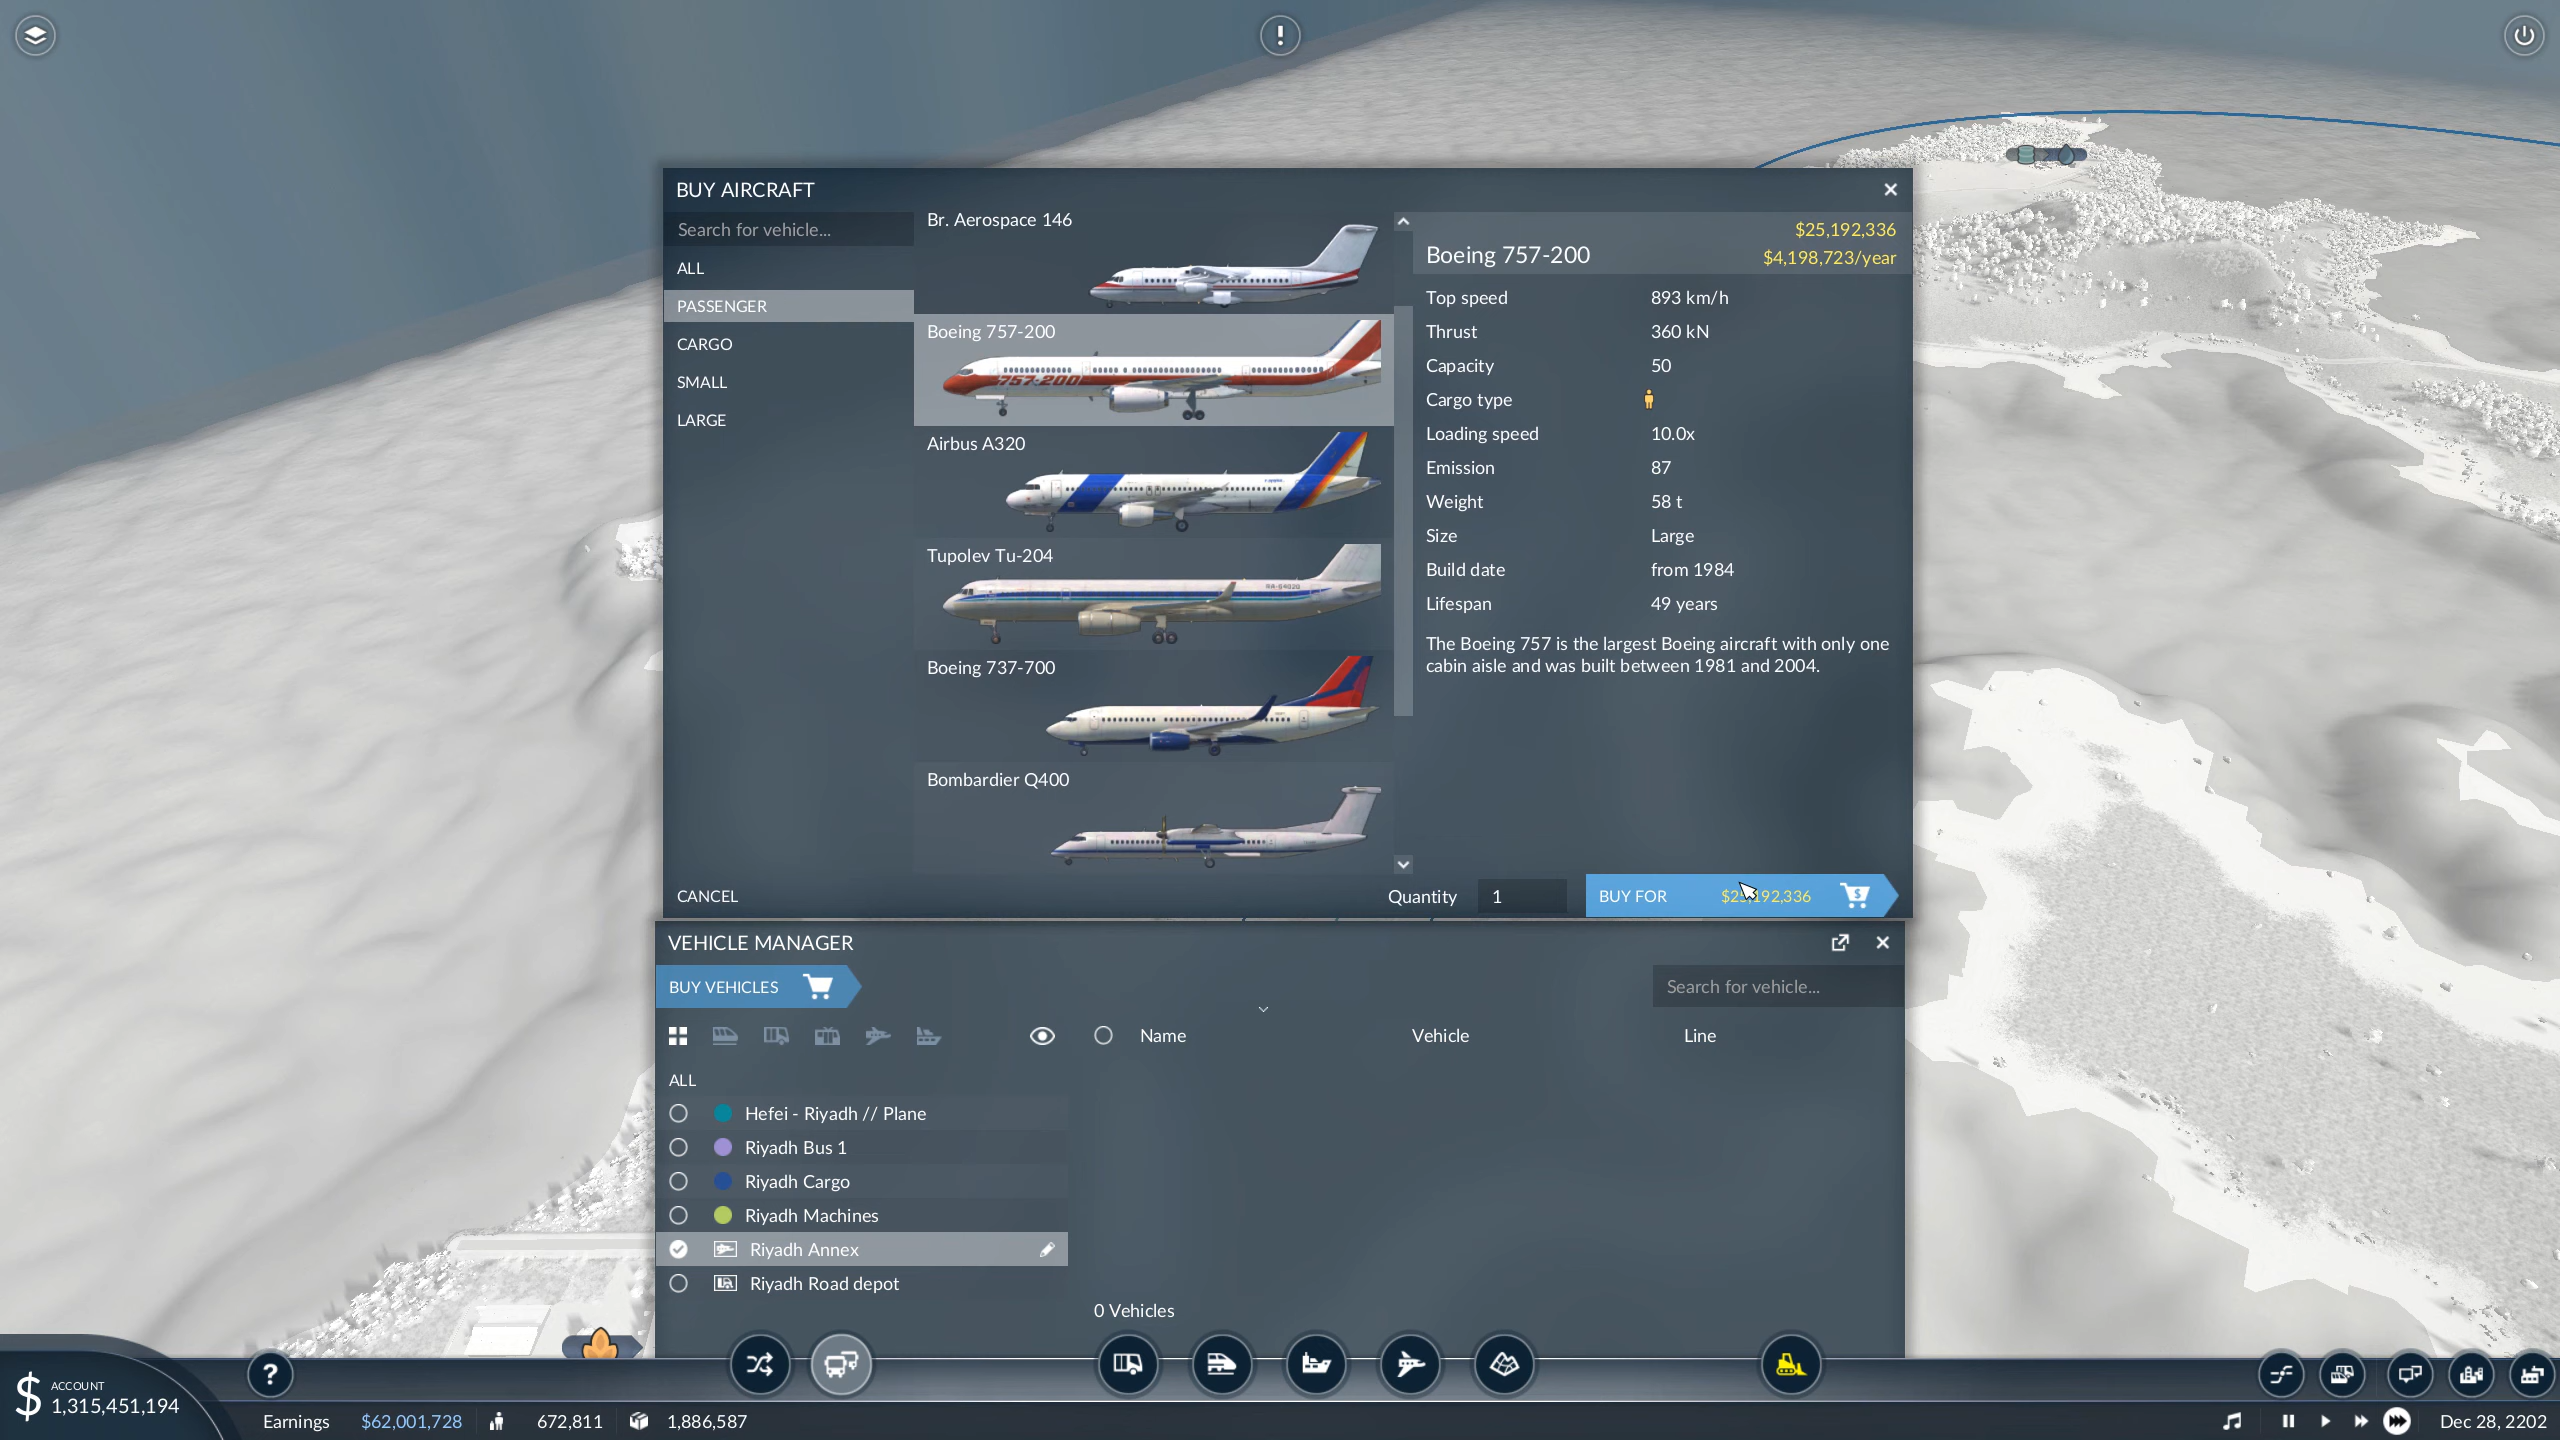 BUY AIRCRAFT
Search for vehicle...
ALL
PASSENGER
CARGO
SMALL
LARGE
Br. Aerospace 146
Boeing 757-200
757-200
Airbus A320
Tupolev Tu-204
Boeing 737-700
Bombardier Q400
$25,192,336
Boeing 757-200
$4,198,723/year
Top speed 893 km/h
Thrust 360 kN
Capacity 50
Cargo type
Loading speed 10.0x
Emission 87
Weight 58 t
Size Large
Build date from 1984
Lifespan 49 years
The Boeing 757 is the largest Boeing aircraft with only one
cabin aisle and was built between 1981 and 2004.
CANCEL
Quantity 1
BUY FOR
VEHICLE MANAGER
BUY VEHICLES
Search for vehicle...
Name Vehicle Line
ALL
Hefei - Riyadh // Plane
Riyadh Bus 1
Riyadh Cargo
Riyadh Machines
Riyadh Annex
Riyadh Road depot
0 Vehicles
?
$ ACCOUNT
1,315,451,194
Earnings $62,001,728 672,811 1,886,587
Dec 28, 2202